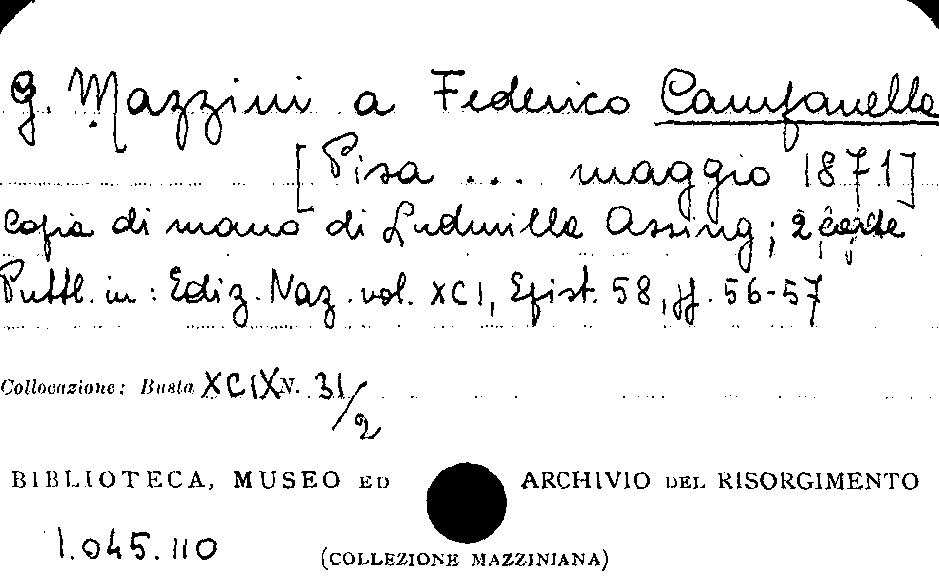 G. Mazzini a Federico Campanella
[Pisa ... maggio 1871]
Copia di mano di Ludmilla Assing; 2 carte
Pubbl. in: Ediz. Naz. vol. XCI, Epist. 58, pp. 56-57
Collocazione: Busta XCIX N. 31/2
BIBLIOTECA, MUSEO ED ARCHIVIO DEL RISORGIMENTO
1.045.110
(COLLEZIONE MAZZINIANA)